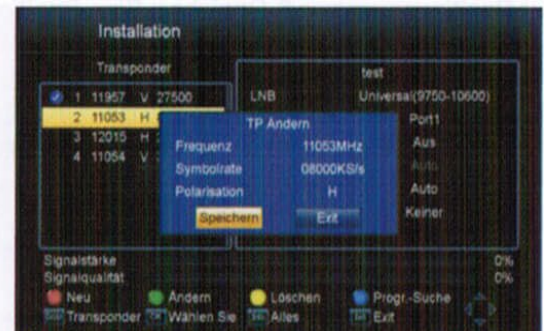 Installation
Transponder
test
1 11957 V 27500
LNB Universal(9750-10600)
2 11053 H
Port1
3 12015 H
Aus
4 11054 V
Auto
Auto
Keiner
TP Andern
Frequenz 11053MHz
Symbolrate 08000KS/s
Polarisation H
Speichern Exit
Signalstärke 0%
Signalqualität 0%
Neu Andern Löschen Progr.-Suche
Transponder Wählen Sie Alles Exit